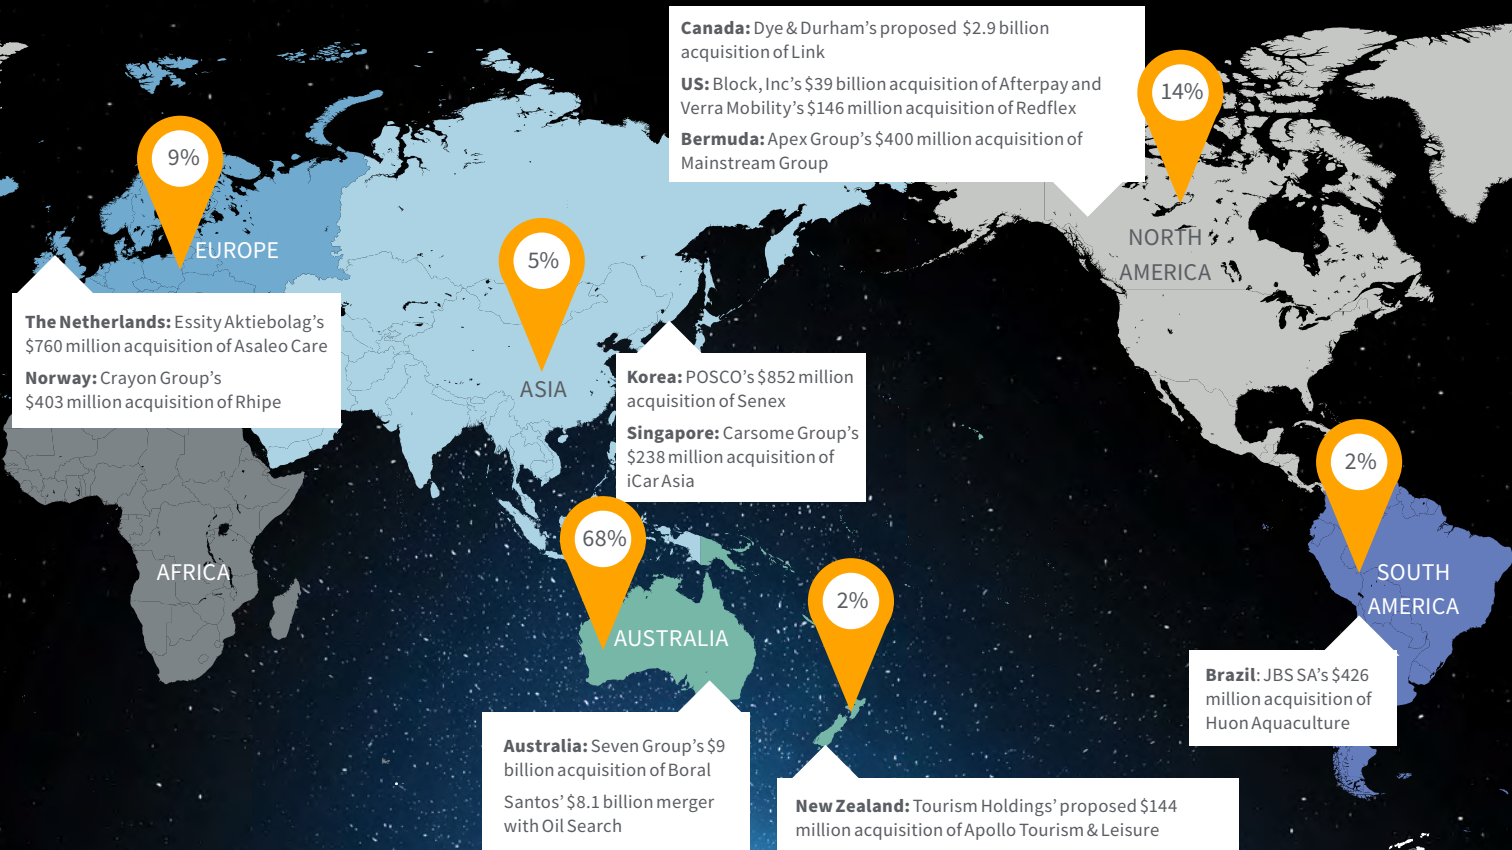 Canada: Dye & Durham’s proposed $2.9 billion
acquisition of Link
US: Block, Inc’s $39 billion acquisition of Afterpay and
Verra Mobility’s $146 million acquisition of Redflex
Bermuda: Apex Group’s $400 million acquisition of
Mainstream Group
14%
NORTH
AMERICA
9%
EUROPE
The Netherlands: Essity Aktiebolag’s
$760 million acquisition of Asaleo Care
Norway: Crayon Group’s
$403 million acquisition of Rhipe
5%
ASIA
Korea: POSCO’s $852 million
acquisition of Senex
Singapore: Carsome Group’s
$238 million acquisition of
iCar Asia
AFRICA
68%
AUSTRALIA
Australia: Seven Group’s $9
billion acquisition of Boral
Santos’ $8.1 billion merger
with Oil Search
2%
New Zealand: Tourism Holdings’ proposed $144
million acquisition of Apollo Tourism & Leisure
2%
SOUTH
AMERICA
Brazil: JBS SA’s $426
million acquisition of
Huon Aquaculture